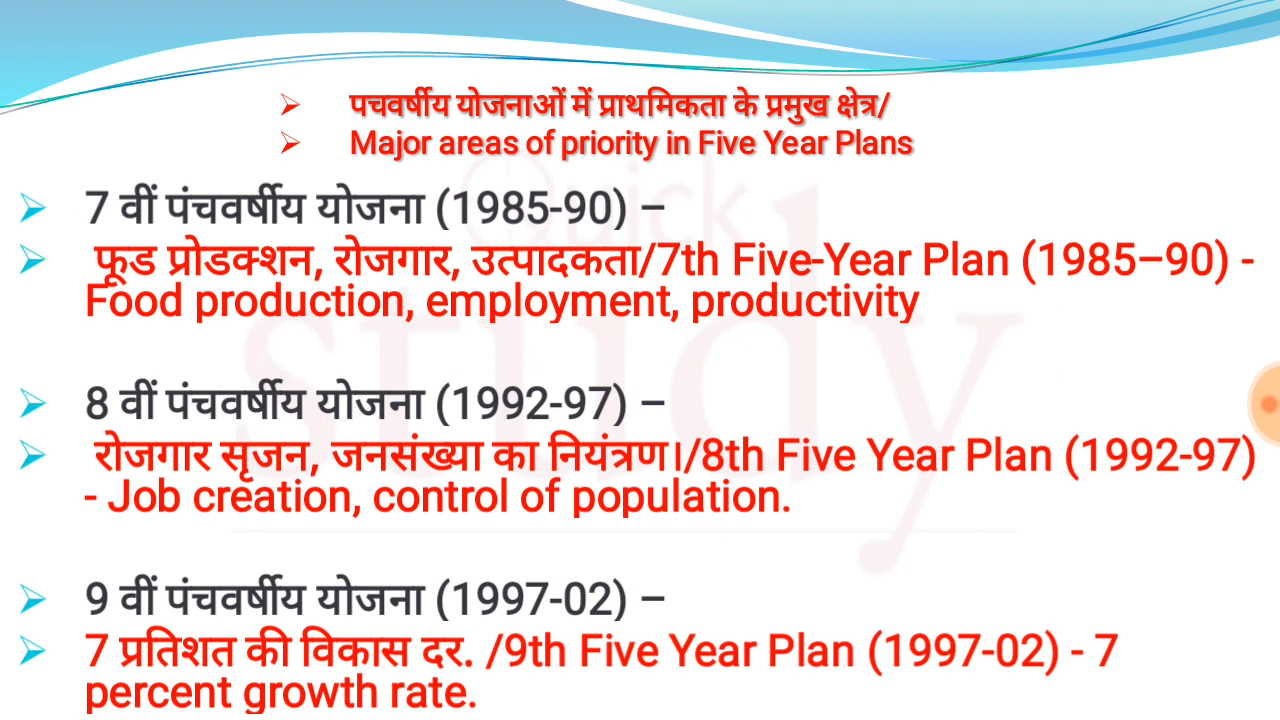 पचवर्षीय योजनाओं में प्राथमिकता के प्रमुख क्षेत्र/
Major areas of priority in Five Year Plans
7 वीं पंचवर्षीय योजना (1985-90) –
फूड प्रोडक्शन, रोजगार, उत्पादकता/7th Five-Year Plan (1985–90) -
Food production, employment, productivity
8 वीं पंचवर्षीय योजना (1992-97) –
रोजगार सृजन, जनसंख्या का नियंत्रण।/8th Five Year Plan (1992-97)
- Job creation, control of population.
9 वीं पंचवर्षीय योजना (1997-02) –
7 प्रतिशत की विकास दर. /9th Five Year Plan (1997-02) - 7
percent growth rate.
Quick
study